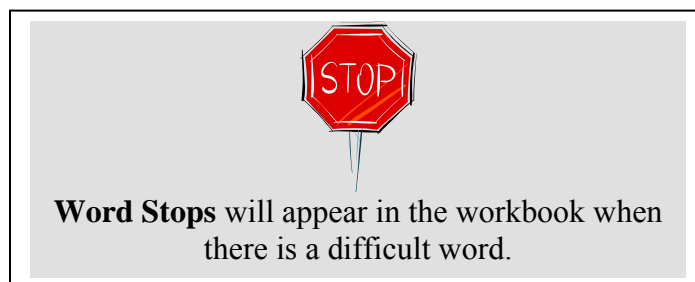 STOP
Word Stops will appear in the workbook when
there is a difficult word.